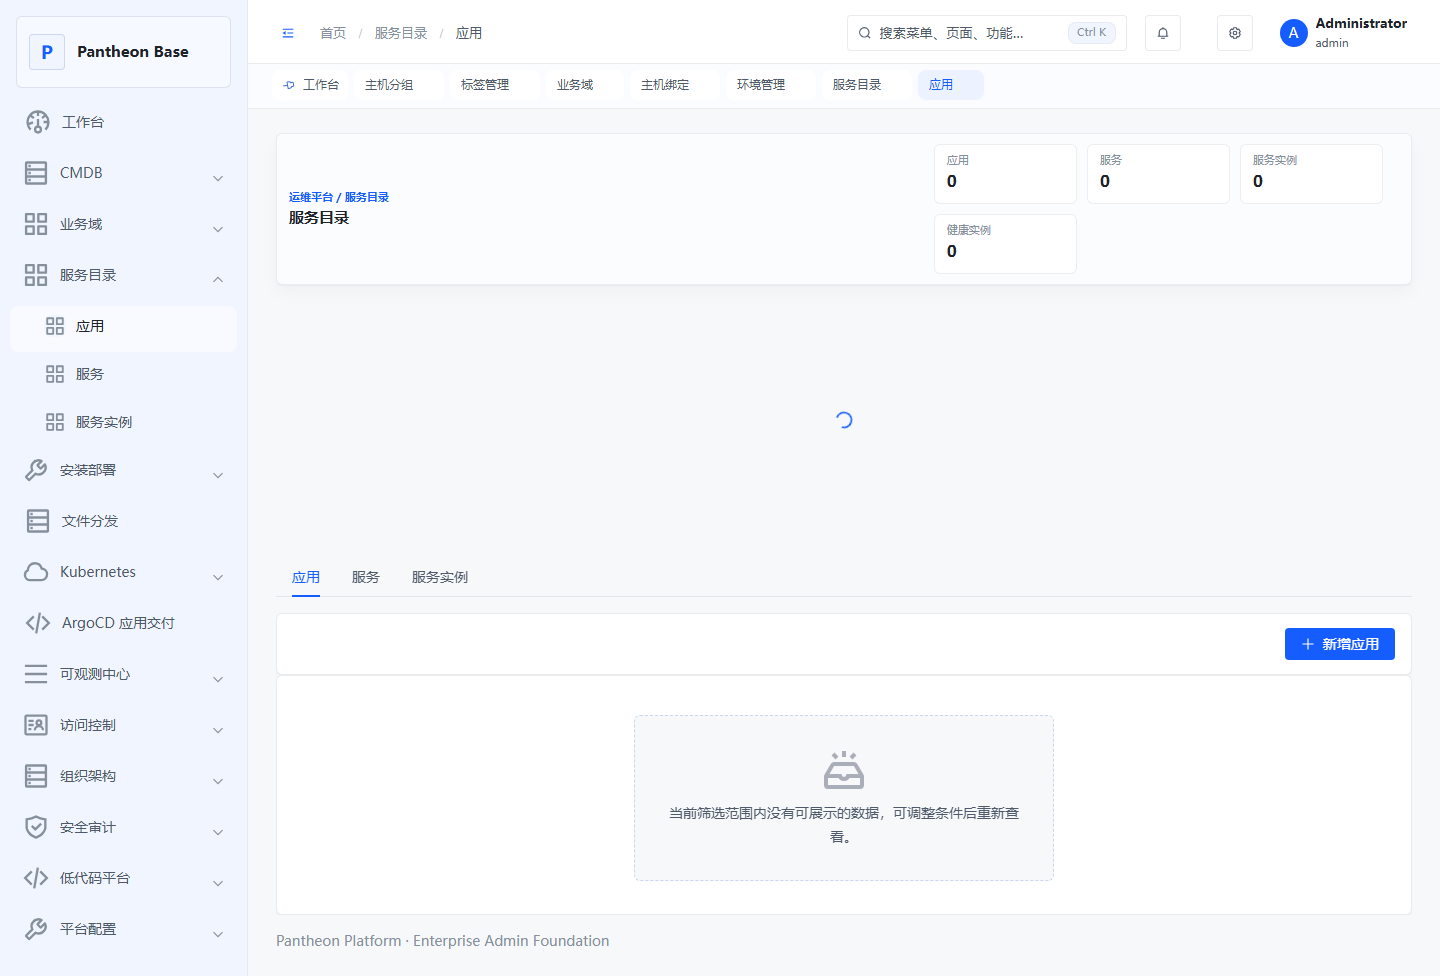 P
Pantheon Base
工作台
CMDB
业务域
服务目录
应用
服务
服务实例
安装部署
文件分发
Kubernetes
ArgoCD 应用交付
可观测中心
访问控制
组织架构
安全审计
低代码平台
平台配置
首页 / 服务目录 / 应用
搜索菜单、页面、功能... Ctrl K
A
Administrator
admin
工作台 主机分组 标签管理 业务域 主机绑定 环境管理 服务目录 应用
运维平台 / 服务目录
服务目录
应用
0
服务
0
服务实例
0
健康实例
0
应用 服务 服务实例
新增应用
当前筛选范围内没有可展示的数据，可调整条件后重新查
看。
Pantheon Platform · Enterprise Admin Foundation